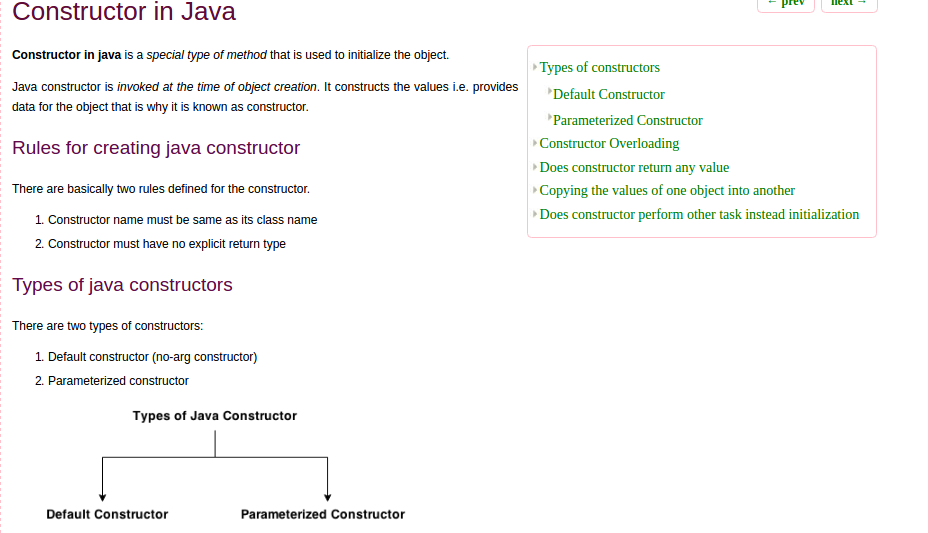 Constructor in Java
← prev next →
Constructor in java is a special type of method that is used to initialize the object.
Java constructor is invoked at the time of object creation. It constructs the values i.e. provides
data for the object that is why it is known as constructor.
Types of constructors
Default Constructor
Parameterized Constructor
Constructor Overloading
Does constructor return any value
Copying the values of one object into another
Does constructor perform other task instead initialization
Rules for creating java constructor
There are basically two rules defined for the constructor.
1. Constructor name must be same as its class name
2. Constructor must have no explicit return type
Types of java constructors
There are two types of constructors:
1. Default constructor (no-arg constructor)
2. Parameterized constructor
Types of Java Constructor
Default Constructor Parameterized Constructor